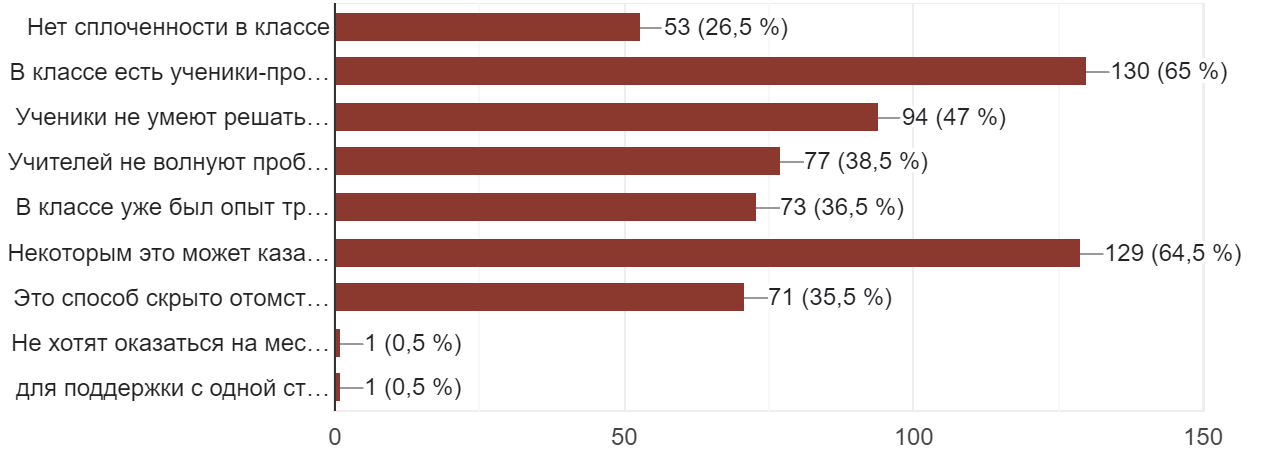 Нет сплоченности в классе 53 (26,5 %)
В классе есть ученики-про… 130 (65 %)
Ученики не умеют решать… 94 (47 %)
Учителей не волнуют проб… 77 (38,5 %)
В классе уже был опыт тр… 73 (36,5 %)
Некоторым это может каза… 129 (64,5 %)
Это способ скрыто отомст… 71 (35,5 %)
Не хотят оказаться на мес… 1 (0,5 %)
для поддержки с одной ст… 1 (0,5 %)
0 50 100 150